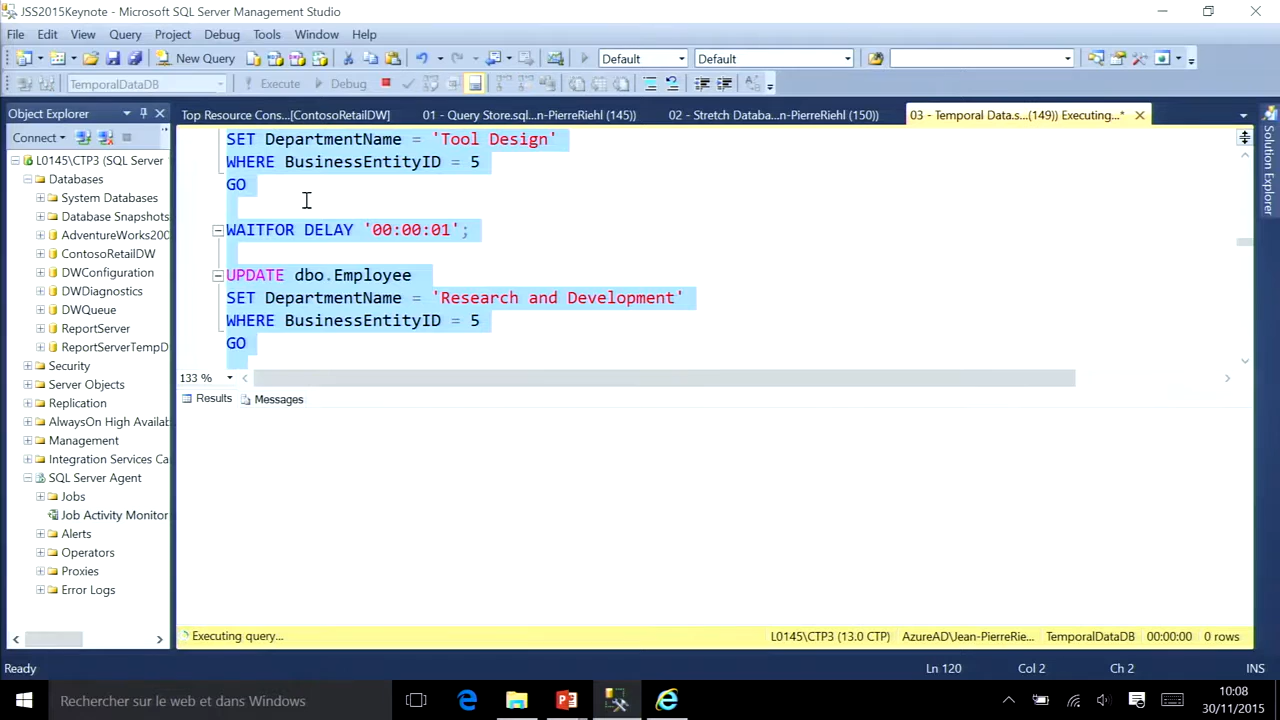 JSS2015Keynote - Microsoft SQL Server Management Studio
File Edit View Query Project Debug Tools Window Help
New Query Default Default
TemporalDataDB Execute Debug
Object Explorer
Top Resource Cons...[ContosoRetailDW] 01 - Query Store.sql...n-PierreRiehl (145)) 02 - Stretch Databa...n-PierreRiehl (150)) 03 - Temporal Data.s...(149)) Executing...*
Connect
L0145\CTP3 (SQL Server
Databases
System Databases
Database Snapshots
AdventureWorks200
ContosoRetailDW
DWConfiguration
DWDiagnostics
DWQueue
ReportServer
ReportServerTempD
Security
Server Objects
Replication
AlwaysOn High Availab
Management
Integration Services Ca
SQL Server Agent
Jobs
Job Activity Monitor
Alerts
Operators
Proxies
Error Logs
SET DepartmentName = 'Tool Design'
WHERE BusinessEntityID = 5
GO
WAITFOR DELAY '00:00:01';
UPDATE dbo.Employee
SET DepartmentName = 'Research and Development'
WHERE BusinessEntityID = 5
GO
133 %
Results Messages
Solution Explorer
Executing query... L0145\CTP3 (13.0 CTP) AzureAD\Jean-PierreRie... TemporalDataDB 00:00:00 0 rows
Ready Ln 120 Col 2 Ch 2 INS
Rechercher sur le web et dans Windows
10:08
30/11/2015